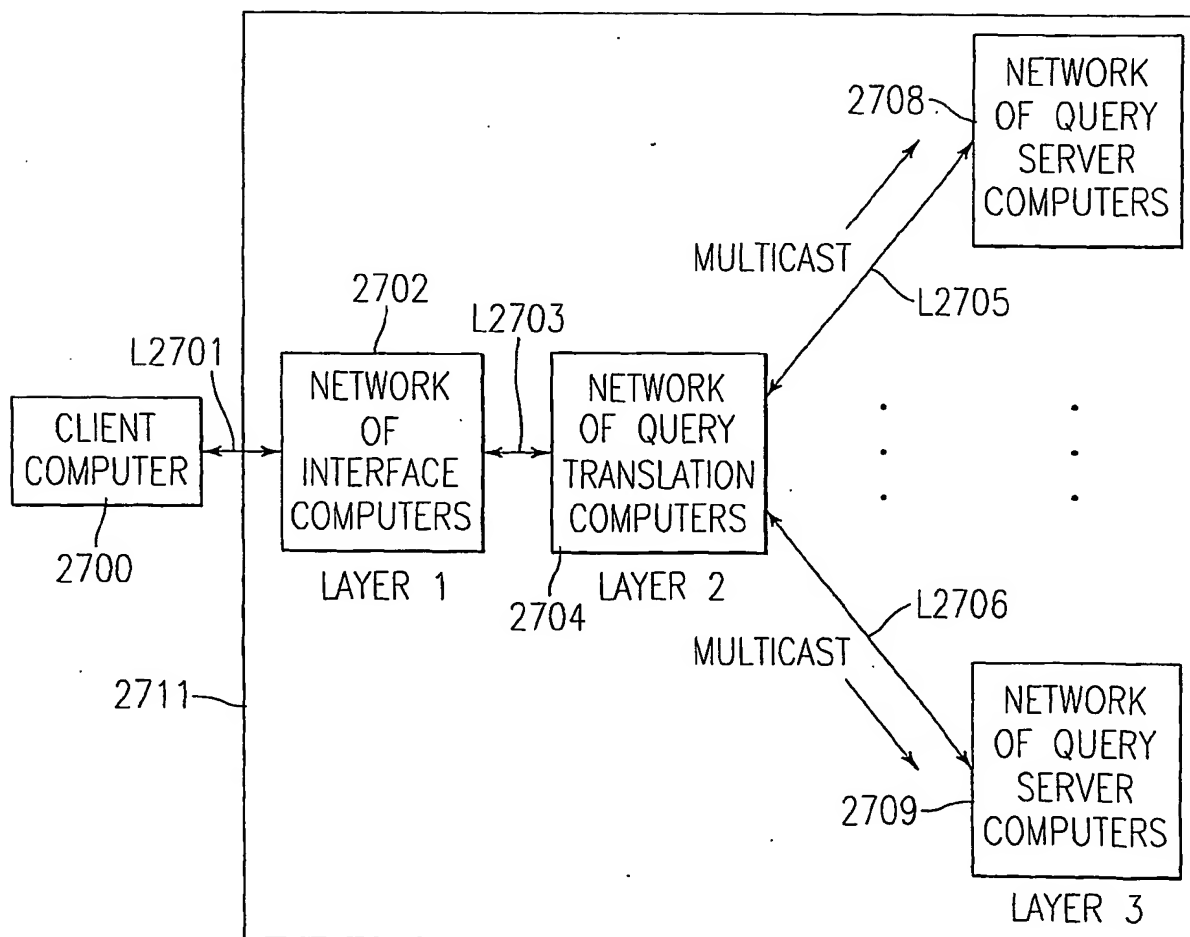 2708
NETWORK
OF QUERY
SERVER
COMPUTERS
MULTICAST
L2705
2702
L2703
L2701
CLIENT
COMPUTER
2700
NETWORK
OF
INTERFACE
COMPUTERS
LAYER 1
NETWORK
OF QUERY
TRANSLATION
COMPUTERS
2704
LAYER 2
L2706
MULTICAST
2711
2709
NETWORK
OF QUERY
SERVER
COMPUTERS
LAYER 3